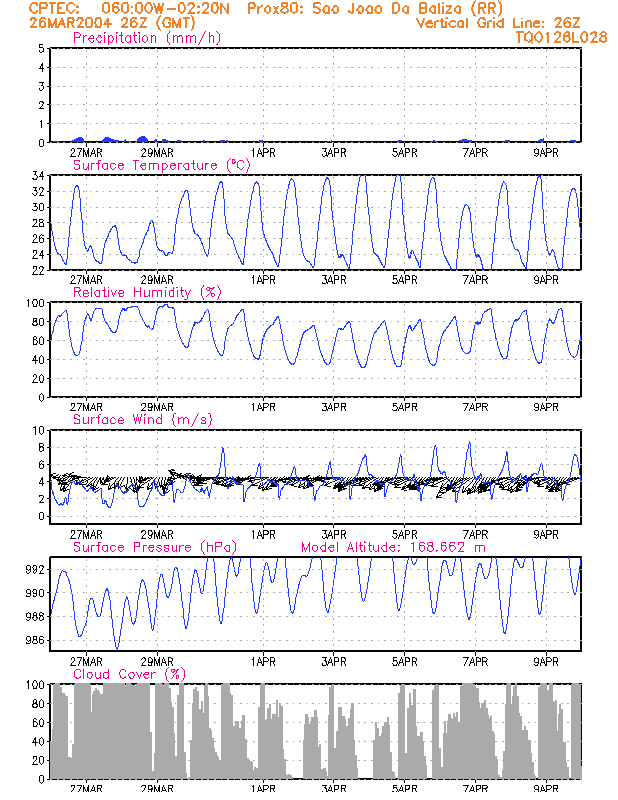 CPTEC: 060:00W-02:20N Prox80: Sao Joao Da Baliza (RR)
26MAR2004 26Z (GMT) Vertical Grid Line: 26Z
Precipitation (mm/h) TQ0126L028
5
4
3
2
1
0
27MAR 29MAR 1APR 3APR 5APR 7APR 9APR
Surface Temperature (ºC)
34
32
30
28
26
24
22
27MAR 29MAR 1APR 3APR 5APR 7APR 9APR
Relative Humidity (%)
100
80
60
40
20
0
27MAR 29MAR 1APR 3APR 5APR 7APR 9APR
Surface Wind (m/s)
10
8
6
4
2
0
27MAR 29MAR 1APR 3APR 5APR 7APR 9APR
Surface Pressure (hPa) Model Altitude: 168.662 m
992
990
988
986
27MAR 29MAR 1APR 3APR 5APR 7APR 9APR
Cloud Cover (%)
100
80
60
40
20
0
27MAR 29MAR 1APR 3APR 5APR 7APR 9APR